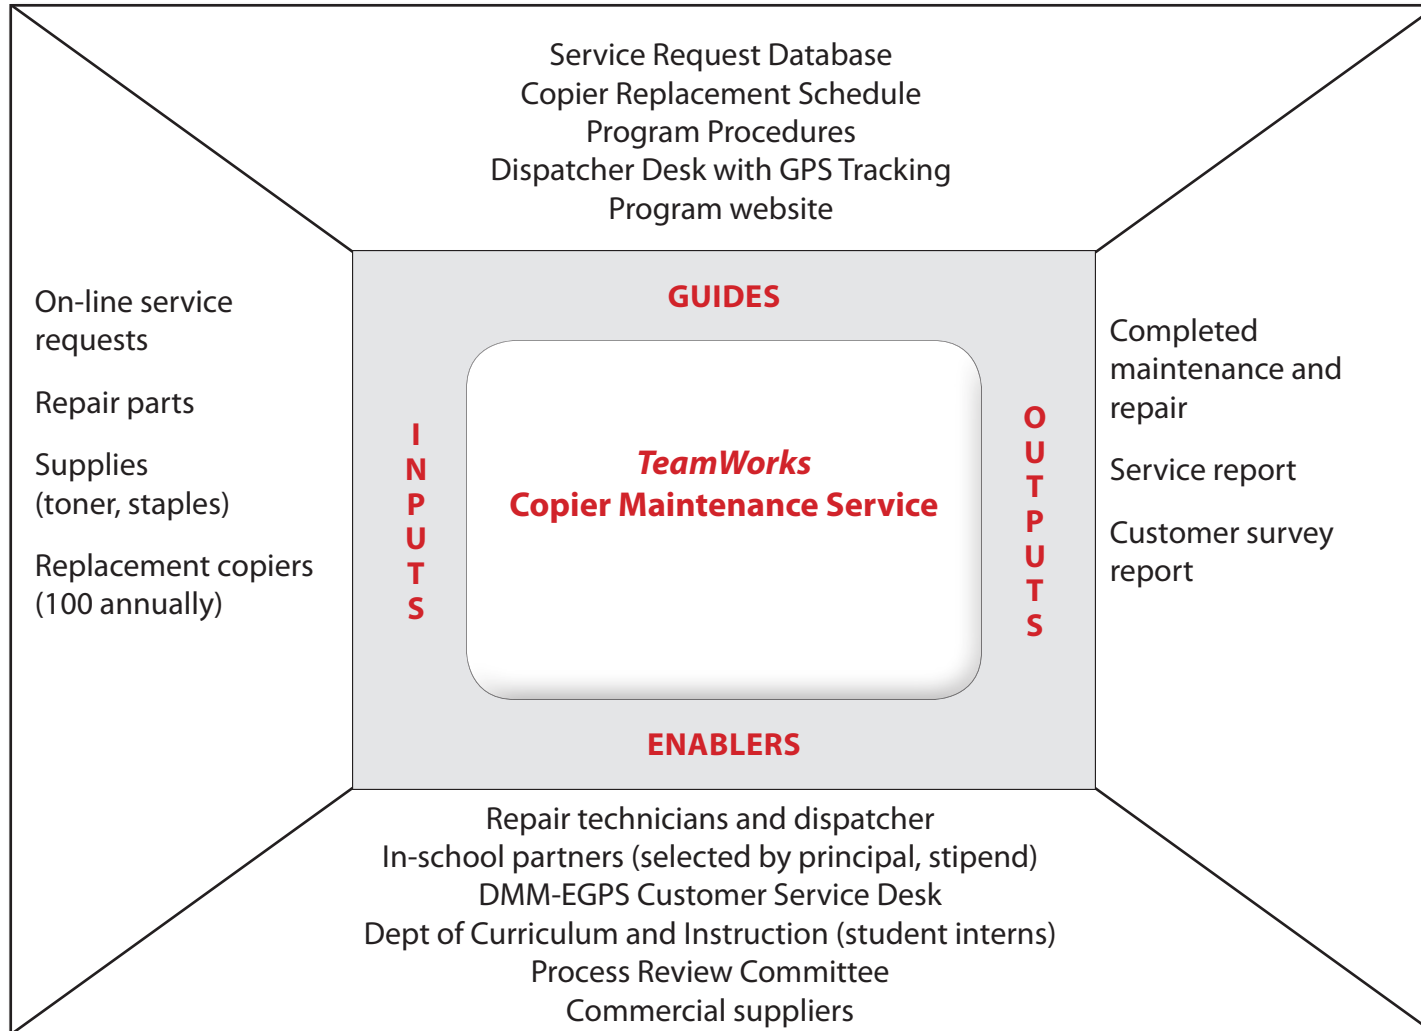 Service Request Database
Copier Replacement Schedule
Program Procedures
Dispatcher Desk with GPS Tracking
Program website
GUIDES
On-line service
requests
Repair parts
Supplies
(toner, staples)
Replacement copiers
(100 annually)
INPUTS
TeamWorks
Copier Maintenance Service
OUTPUTS
Completed
maintenance and
repair
Service report
Customer survey
report
ENABLERS
Repair technicians and dispatcher
In-school partners (selected by principal, stipend)
DMM-EGPS Customer Service Desk
Dept of Curriculum and Instruction (student interns)
Process Review Committee
Commercial suppliers